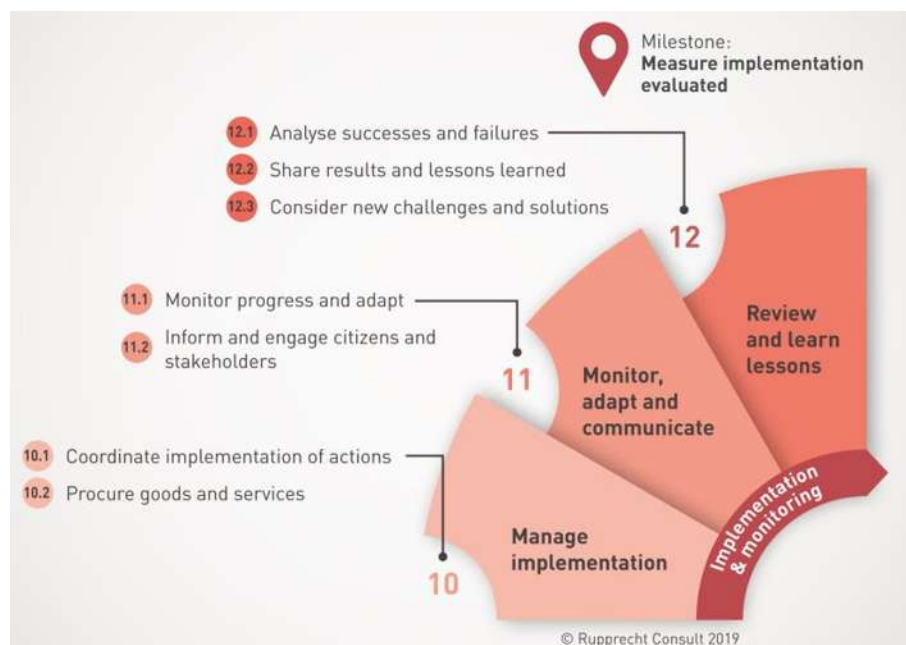 Milestone:
Measure implementation
evaluated
12.1 Analyse successes and failures
12.2 Share results and lessons learned
12.3 Consider new challenges and solutions
12
Review
and learn
lessons
11.1 Monitor progress and adapt
11.2 Inform and engage citizens and
stakeholders
11
Monitor,
adapt and
communicate
10.1 Coordinate implementation of actions
10.2 Procure goods and services
10
Manage
implementation
Implementation
& monitoring
© Rupprecht Consult 2019